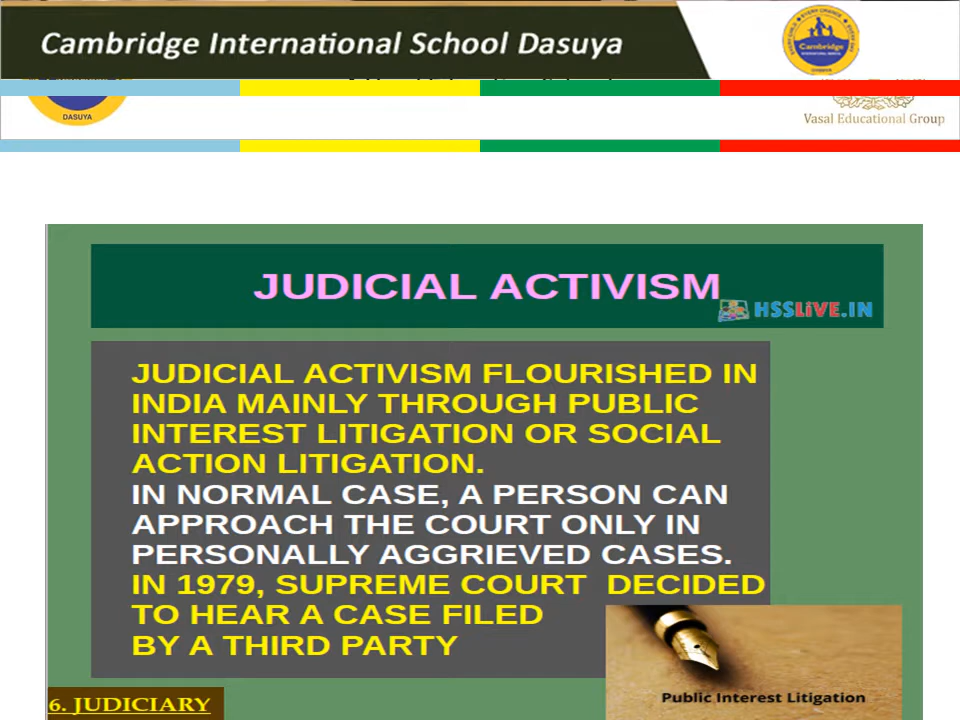 Cambridge International School Dasuya
Cambridge
DASUYA
Vasal Educational Group
JUDICIAL ACTIVISM
HSSLiVE.IN
JUDICIAL ACTIVISM FLOURISHED IN
INDIA MAINLY THROUGH PUBLIC
INTEREST LITIGATION OR SOCIAL
ACTION LITIGATION.
IN NORMAL CASE, A PERSON CAN
APPROACH THE COURT ONLY IN
PERSONALLY AGGRIEVED CASES.
IN 1979, SUPREME COURT DECIDED
TO HEAR A CASE FILED
BY A THIRD PARTY
Public Interest Litigation
6. JUDICIARY